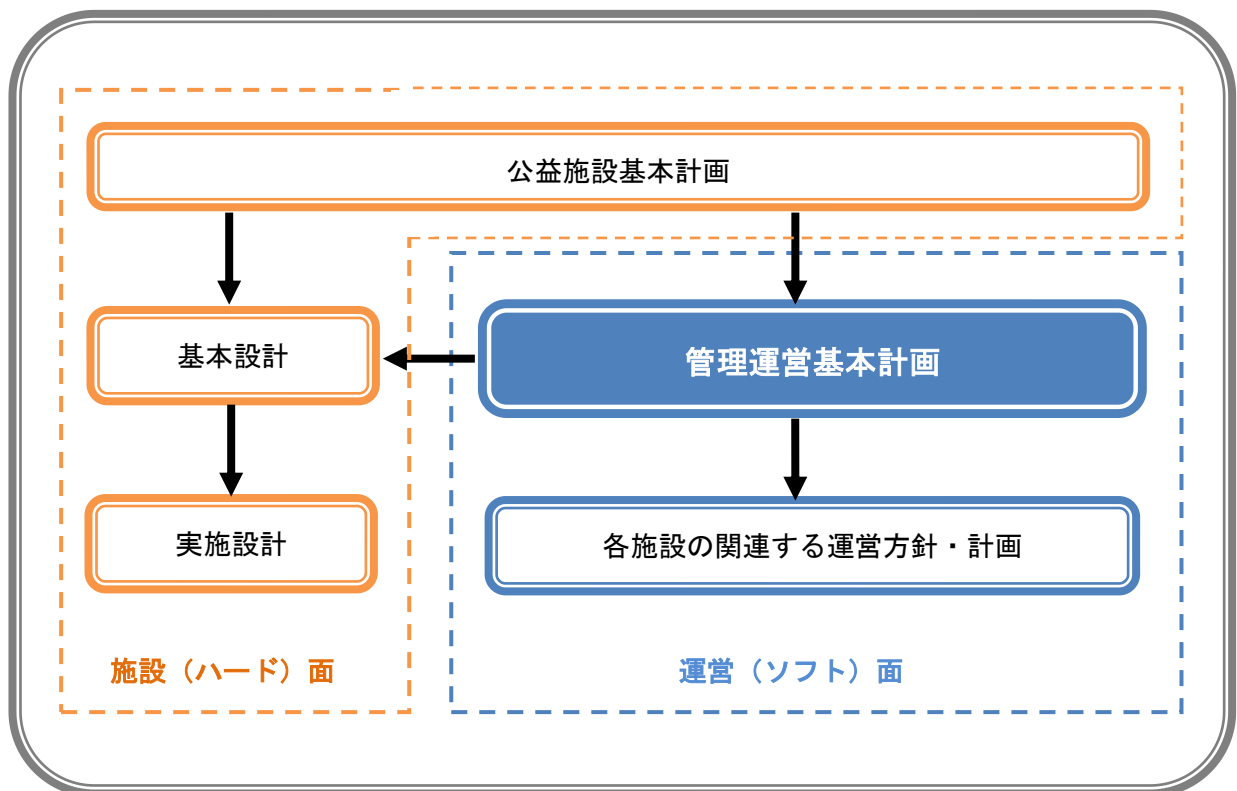 公益施設基本計画
基本設計
管理運営基本計画
実施設計
各施設の関連する運営方針・計画
施設（ハード）面
運営（ソフト）面